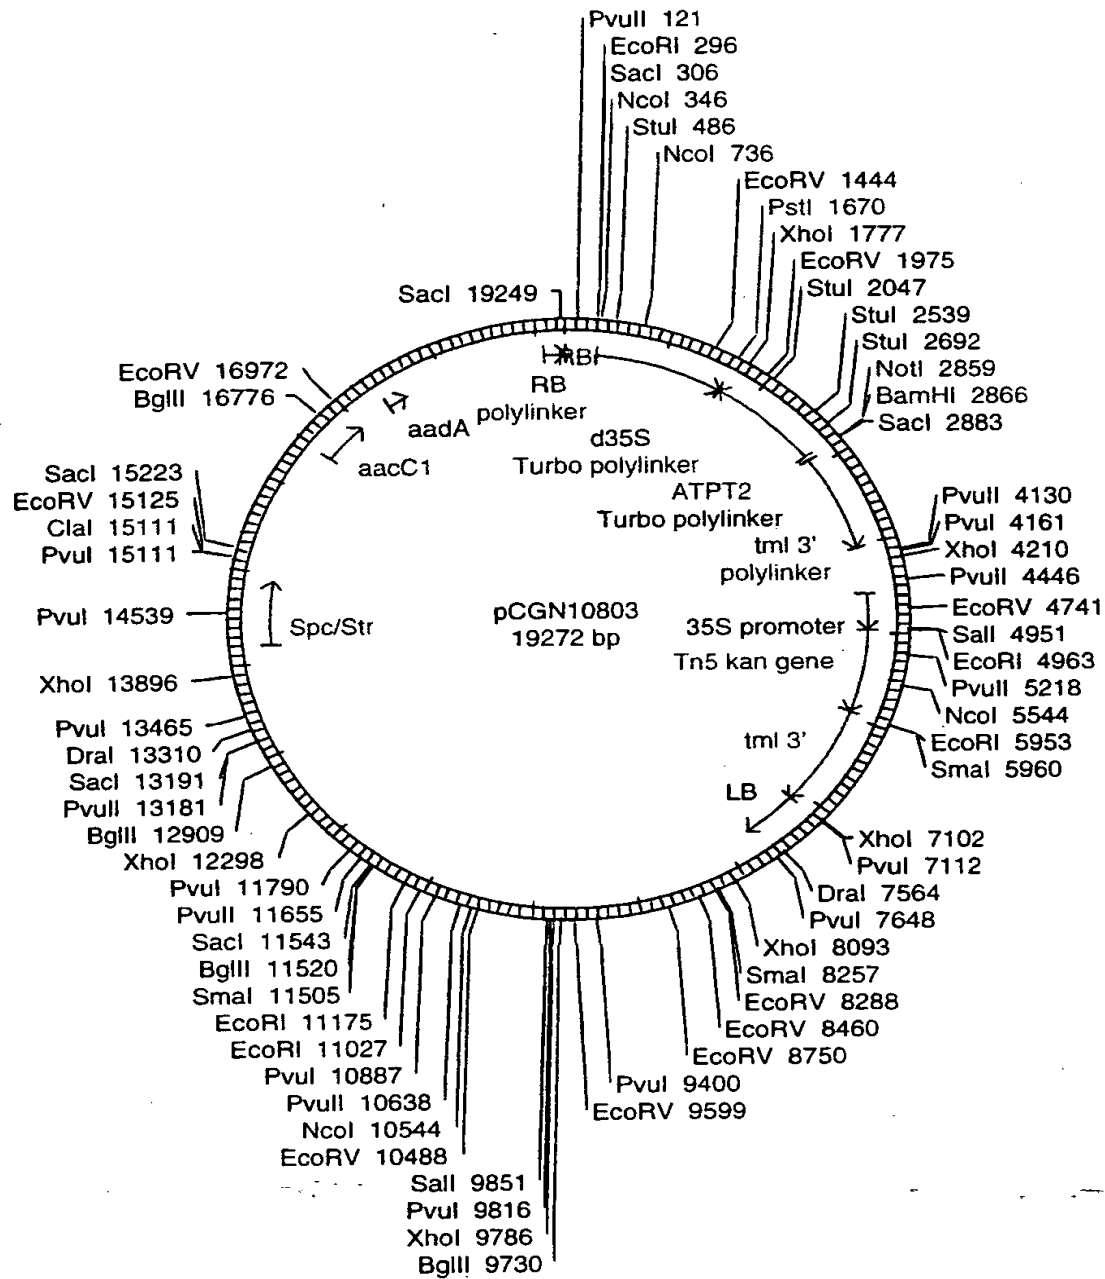 PvuII 121
EcoRI 296
SacI 306
NcoI 346
StuI 486
NcoI 736
EcoRV 1444
PstI 1670
XhoI 1777
EcoRV 1975
StuI 2047
StuI 2539
StuI 2692
NotI 2859
BamHI 2866
SacI 2883
PvuII 4130
PvuI 4161
XhoI 4210
PvuII 4446
EcoRV 4741
SalI 4951
EcoRI 4963
PvuII 5218
NcoI 5544
EcoRI 5953
SmaI 5960
XhoI 7102
PvuI 7112
DraI 7564
PvuI 7648
XhoI 8093
SmaI 8257
EcoRV 8288
EcoRV 8460
EcoRV 8750
PvuI 9400
EcoRV 9599
BglII 9730
XhoI 9786
PvuI 9816
SalI 9851
EcoRV 10488
NcoI 10544
PvuII 10638
PvuI 10887
EcoRI 11027
EcoRI 11175
SmaI 11505
BglII 11520
SacI 11543
PvuII 11655
PvuI 11790
XhoI 12298
BglII 12909
PvuII 13181
SacI 13191
DraI 13310
PvuI 13465
XhoI 13896
PvuI 14539
PvuI 15111
ClaI 15111
EcoRV 15125
SacI 15223
BglII 16776
EcoRV 16972
SacI 19249
RB
RB
polylinker
aadA
aacC1
d35S
Turbo polylinker
ATPT2
Turbo polylinker
tml 3'
polylinker
pCGN10803
19272 bp
35S promoter
Tn5 kan gene
tml 3'
LB
Spc/Str